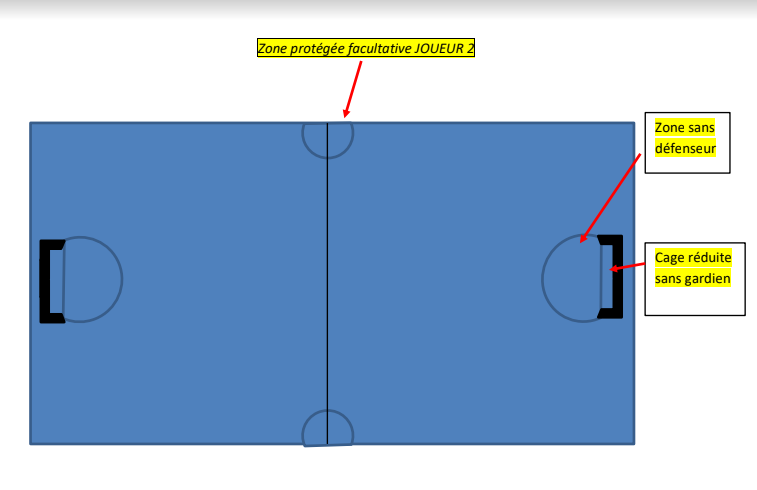 Zone protégée facultative JOUEUR 2
Zone sans
défenseur
Cage réduite
sans gardien